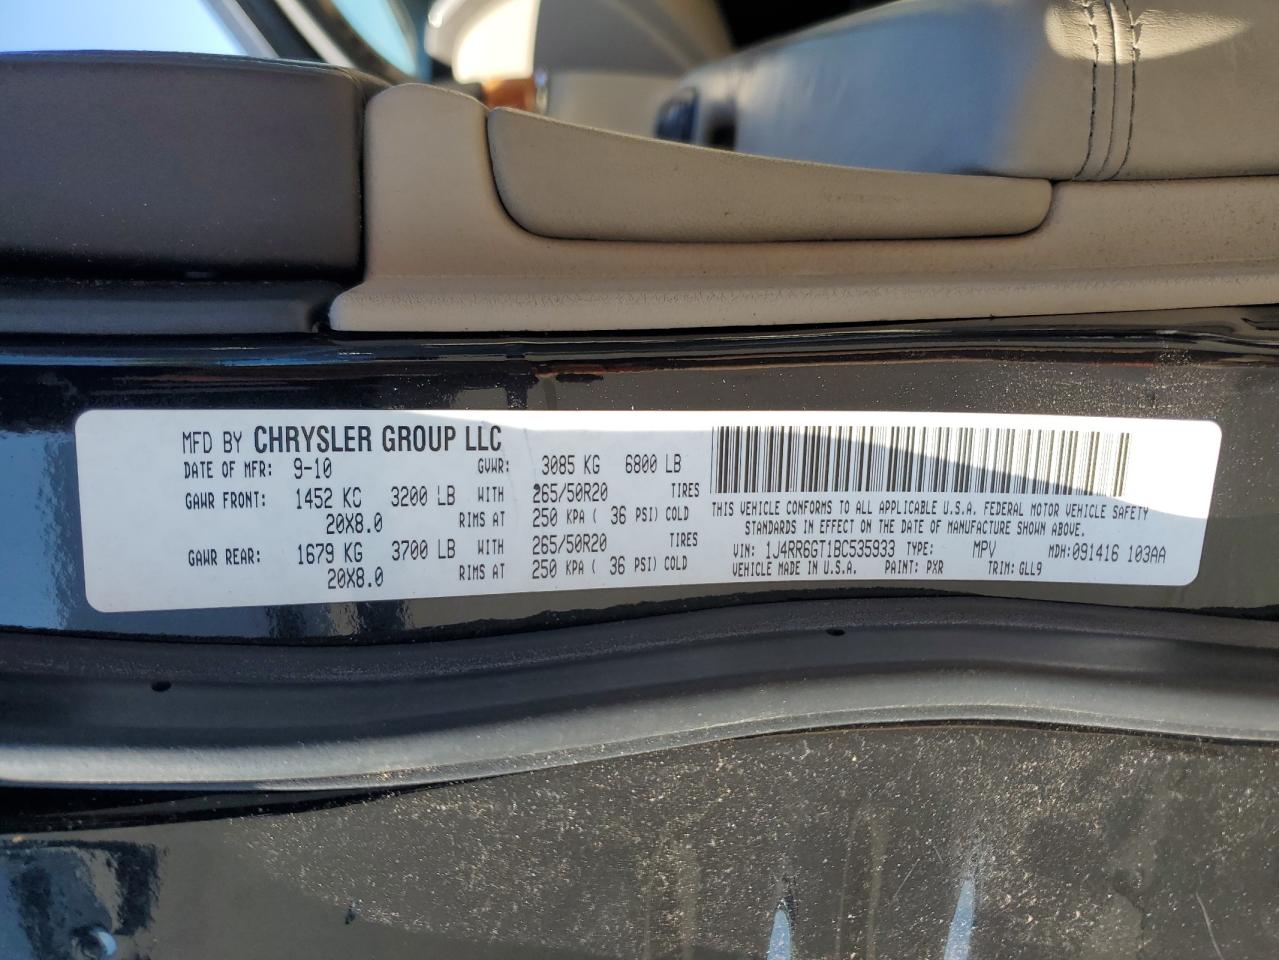 MFD BY CHRYSLER GROUP LLC
DATE OF MFR: 9-10 GVWR: 3085 KG 6800 LB
GAWR FRONT: 1452 KG 3200 LB WITH 265/50R20 TIRES
20X8.0 RIMS AT 250 KPA ( 36 PSI) COLD
GAWR REAR: 1679 KG 3700 LB WITH 265/50R20 TIRES
20X8.0 RIMS AT 250 KPA ( 36 PSI) COLD
THIS VEHICLE CONFORMS TO ALL APPLICABLE U.S.A. FEDERAL MOTOR VEHICLE SAFETY
STANDARDS IN EFFECT ON THE DATE OF MANUFACTURE SHOWN ABOVE.
VIN: 1J4RR6GT1BC535933 TYPE: MPV MDH:091416 103AA
VEHICLE MADE IN U.S.A. PAINT: PXR TRIM: GLL9